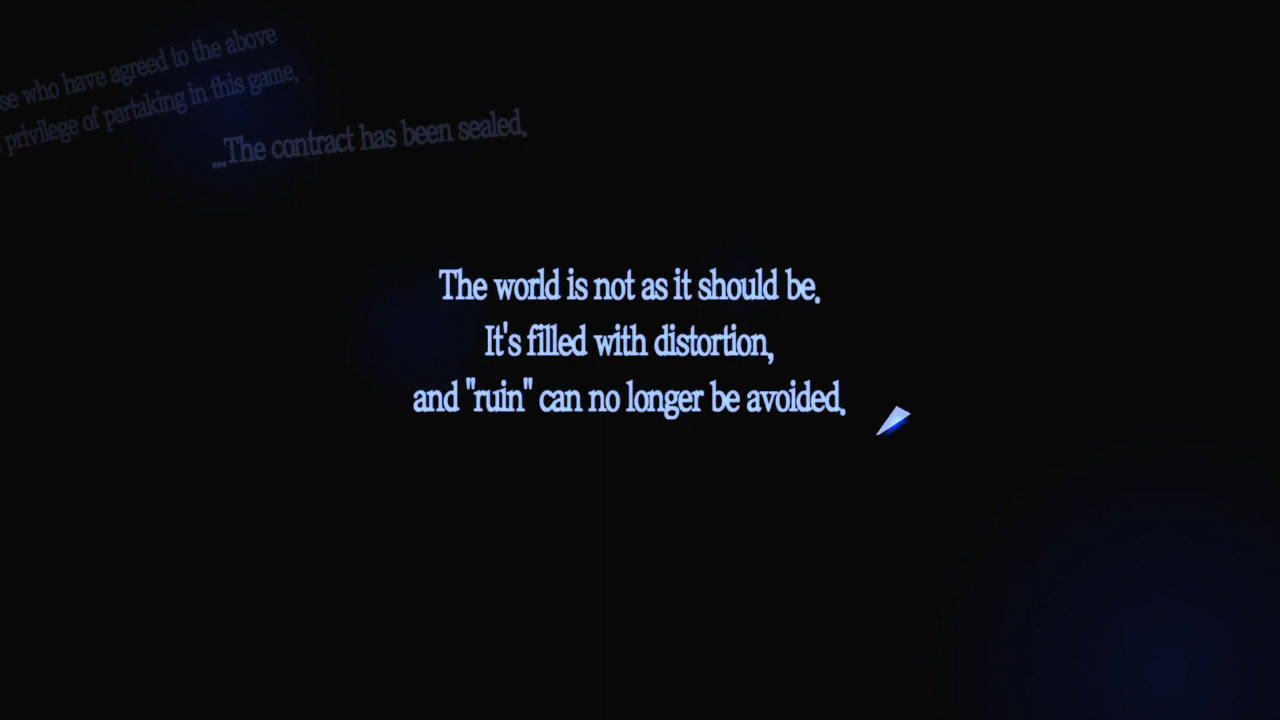 se who have agreed to the above
privilege of partaking in this game.
...The contract has been sealed.
The world is not as it should be.
It's filled with distortion,
and "ruin" can no longer be avoided.